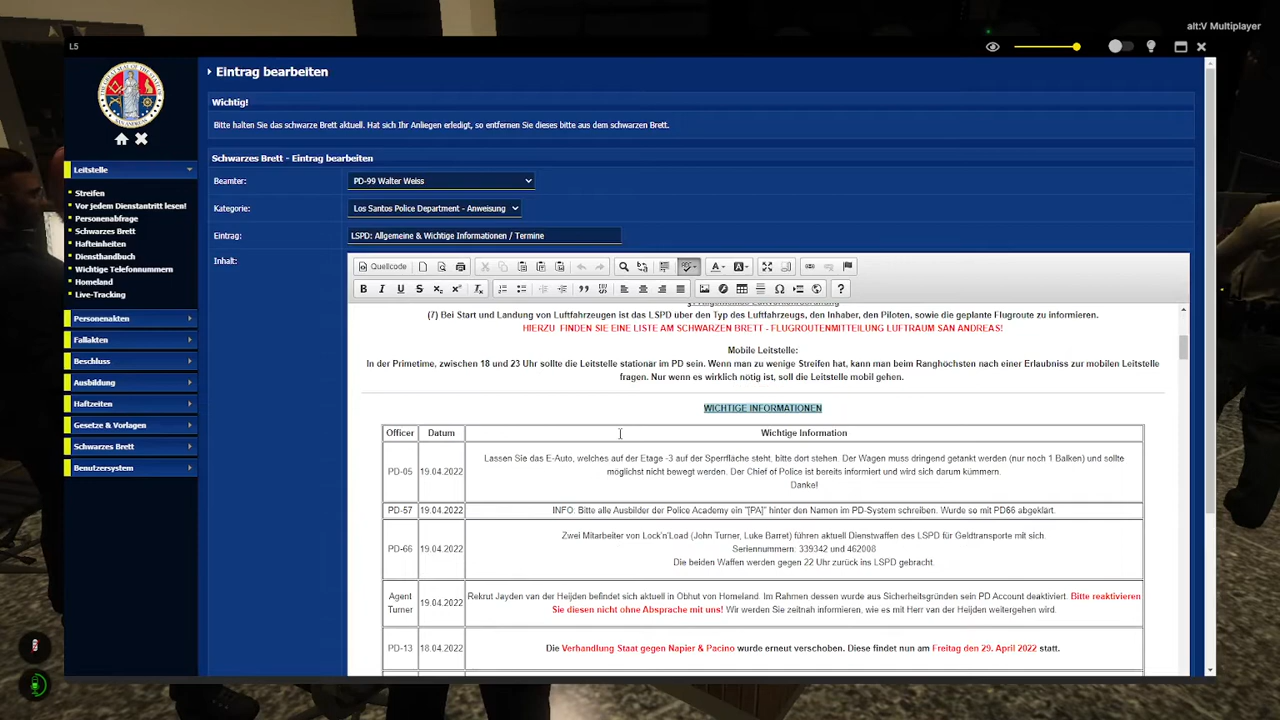 alt:V Multiplayer
L5
Eintrag bearbeiten
Wichtig!
Bitte halten Sie das schwarze Brett aktuell. Hat sich Ihr Anliegen erledigt, so entfernen Sie dieses bitte aus dem schwarzen Brett.
Schwarzes Brett - Eintrag bearbeiten
Beamter:
PD-99 Walter Weiss
Kategorie:
Los Santos Police Department - Anweisung
Eintrag:
LSPD: Allgemeine & Wichtige Informationen / Termine
Inhalt:
Leitstelle
Streifen
Vor jedem Dienstantritt lesen!
Personenabfrage
Schwarzes Brett
Hafteinheiten
Diensthandbuch
Wichtige Telefonnummern
Homeland
Live-Tracking
Personenakten
Fallakten
Beschluss
Ausbildung
Haftzeiten
Gesetze & Vorlagen
Schwarzes Brett
Benutzersystem
Quellcode
(7) Bei Start und Landung von Luftfahrzeugen ist das LSPD über den Typ des Luftfahrzeugs, den Inhaber, den Piloten, sowie die geplante Flugroute zu informieren.
HIERZU FINDEN SIE EINE LISTE AM SCHWARZEN BRETT - FLUGROUTENMITTEILUNG LUFTRAUM SAN ANDREAS!
Mobile Leitstelle:
In der Primetime, zwischen 18 und 23 Uhr sollte die Leitstelle stationär im PD sein. Wenn man zu wenige Streifen hat, kann man beim Ranghöchsten nach einer Erlaubniss zur mobilen Leitstelle
fragen. Nur wenn es wirklich nötig ist, soll die Leitstelle mobil gehen.
WICHTIGE INFORMATIONEN
Officer Datum Wichtige Information
PD-05 19.04.2022 Lassen Sie das E-Auto, welches auf der Etage -3 auf der Sperrfläche steht, bitte dort stehen. Der Wagen muss dringend getankt werden (nur noch 1 Balken) und sollte
möglichst nicht bewegt werden. Der Chief of Police ist bereits informiert und wird sich darum kümmern.
Danke!
PD-57 19.04.2022 INFO: Bitte alle Ausbilder der Police Academy ein "[PA]" hinter den Namen im PD-System schreiben. Wurde so mit PD66 abgeklärt.
PD-66 19.04.2022 Zwei Mitarbeiter von Lock'n'Load (John Turner, Luke Barret) führen aktuell Dienstwaffen des LSPD für Geldtransporte mit sich.
Seriennummern: 339342 und 462008
Die beiden Waffen werden gegen 22 Uhr zurück ins LSPD gebracht.
Agent Turner 19.04.2022 Rekrut Jayden van der Heijden befindet sich aktuell in Obhut von Homeland. Im Rahmen dessen wurde aus Sicherheitsgründen sein PD Account deaktiviert. Bitte reaktivieren
Sie diesen nicht ohne Absprache mit uns! Wir werden Sie zeitnah informieren, wie es mit Herr van der Heijden weitergehen wird.
PD-13 18.04.2022 Die Verhandlung Staat gegen Napier & Pacino wurde erneut verschoben. Diese findet nun am Freitag den 29. April 2022 statt.